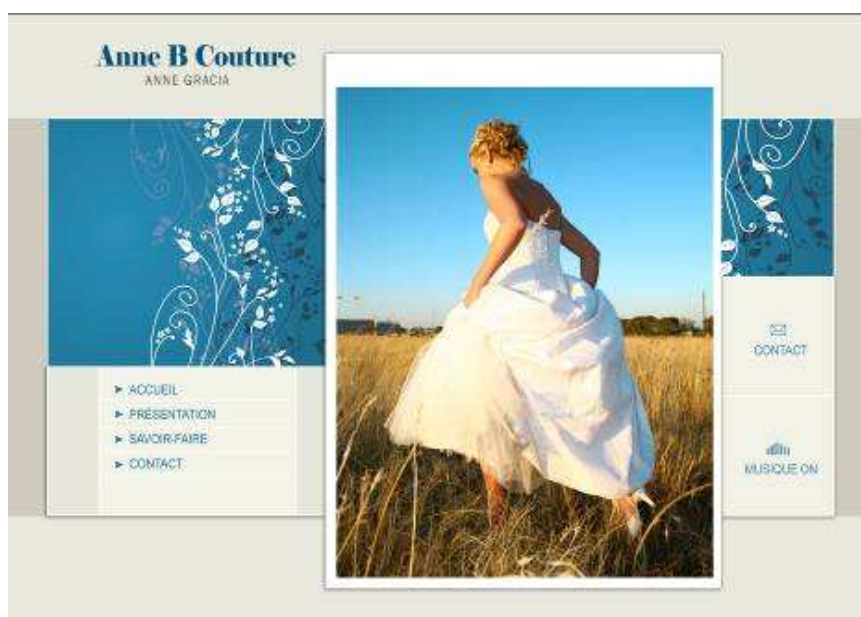 Anne B Couture
ANNE GRACIA
ACCUEIL
PRÉSENTATION
SAVOIR-FAIRE
CONTACT
CONTACT
MUSIQUE ON